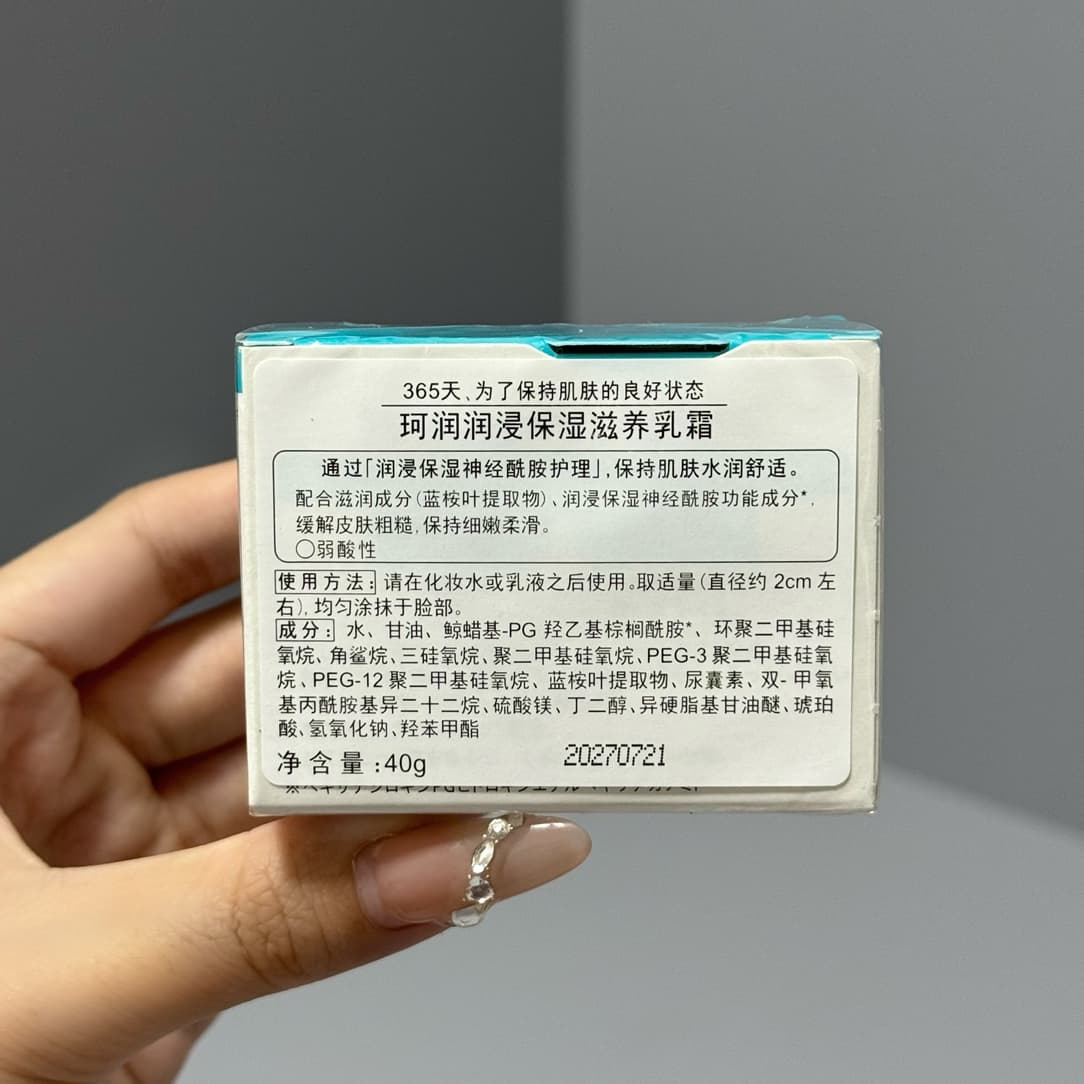 365天、为了保持肌肤的良好状态
珂润润浸保湿滋养乳霜
通过「润浸保湿神经酰胺护理」,保持肌肤水润舒适。
配合滋润成分(蓝桉叶提取物)、润浸保湿神经酰胺功能成分*,
缓解皮肤粗糙,保持细嫩柔滑。
○弱酸性
使用方法: 请在化妆水或乳液之后使用。取适量(直径约 2cm 左
右),均匀涂抹于脸部。
成分: 水、甘油、鲸蜡基-PG 羟乙基棕榈酰胺*、环聚二甲基硅
氧烷、角鲨烷、三硅氧烷、聚二甲基硅氧烷、PEG-3 聚二甲基硅氧
烷、PEG-12 聚二甲基硅氧烷、蓝桉叶提取物、尿囊素、双- 甲氧
基丙酰胺基异二十二烷、硫酸镁、丁二醇、异硬脂基甘油醚、琥珀
酸、氢氧化钠、羟苯甲酯
净含量:40g
20270721